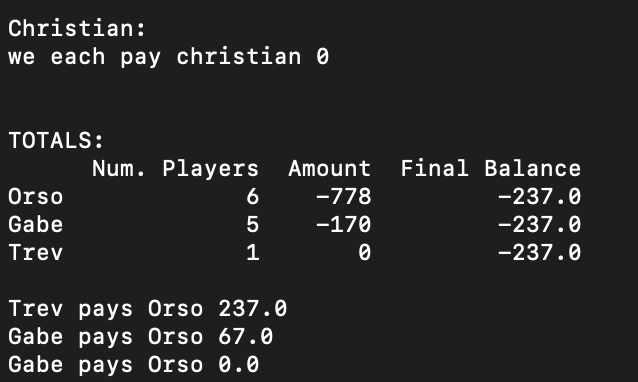 Christian:
we each pay christian 0
TOTALS:
Num. Players Amount Final Balance
Orso 6 -778 -237.0
Gabe 5 -170 -237.0
Trev 1 0 -237.0
Trev pays Orso 237.0
Gabe pays Orso 67.0
Gabe pays Orso 0.0